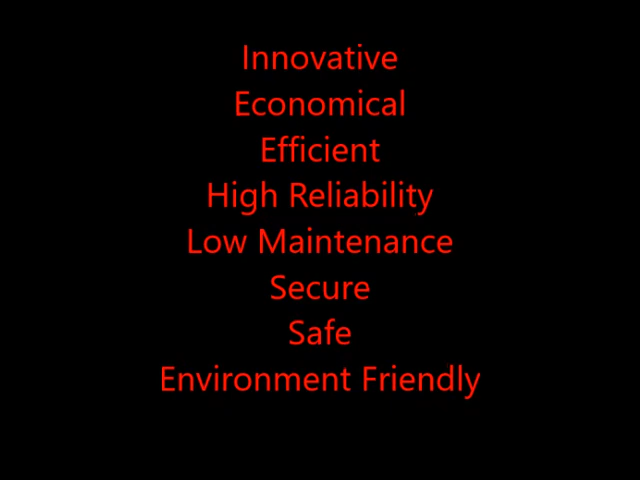 Innovative
Economical
Efficient
High Reliability
Low Maintenance
Secure
Safe
Environment Friendly